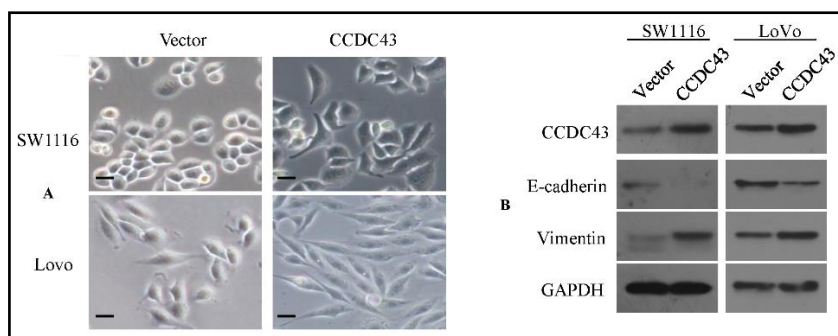 Vector
CCDC43
SW1116
A
Lovo
SW1116
LoVo
Vector
CCDC43
Vector
CCDC43
CCDC43
E-cadherin
B
Vimentin
GAPDH